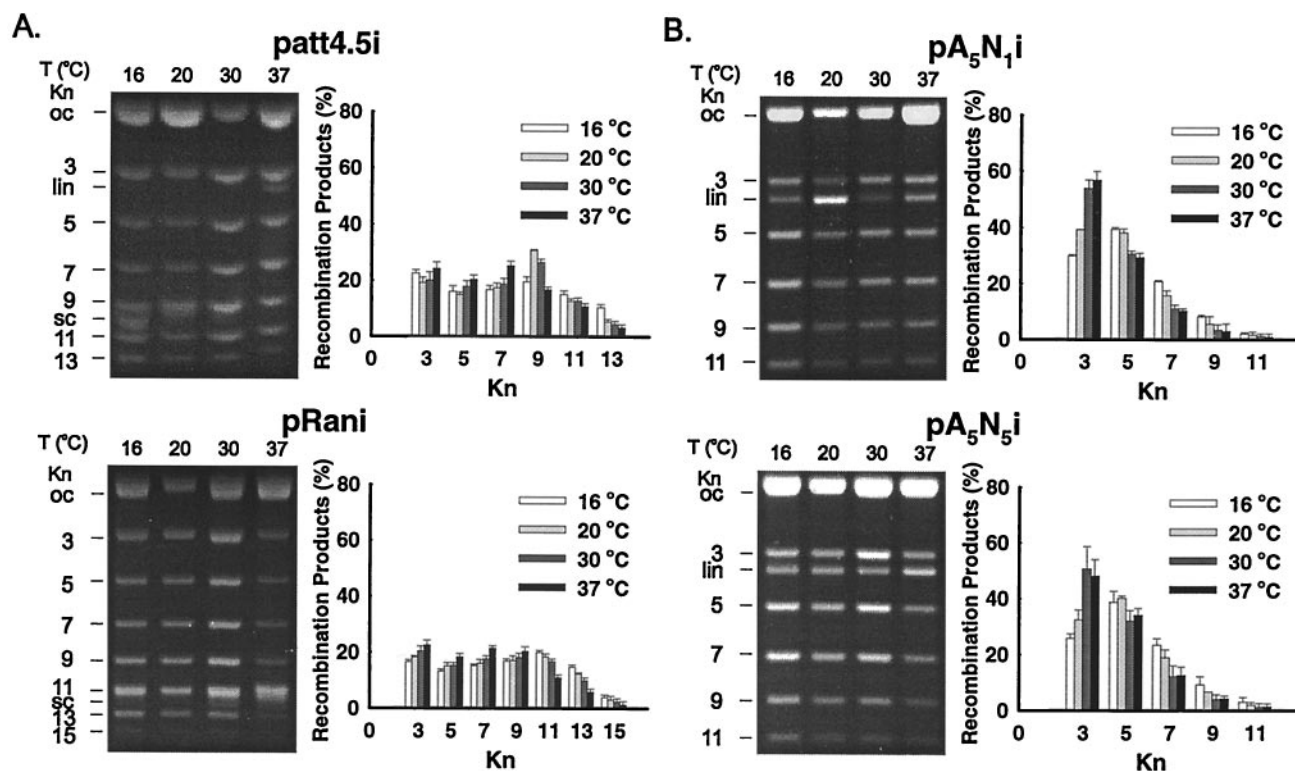 A.
patt4.5i
T (°C)
16 20 30 37
Kn
oc
3
lin
5
7
9
sc
11
13
Recombination Products (%)
80
60
40
20
0
16 °C
20 °C
30 °C
37 °C
0 3 5 7 9 11 13
Kn
pRani
T (°C)
16 20 30 37
Kn
oc
3
5
7
9
11
sc
13
15
Recombination Products (%)
80
60
40
20
0
16 °C
20 °C
30 °C
37 °C
0 3 5 7 9 11 13 15
Kn
B.
pA₅N₁i
T (°C)
16 20 30 37
Kn
oc
3
lin
5
7
9
11
Recombination Products (%)
80
60
40
20
0
16 °C
20 °C
30 °C
37 °C
0 3 5 7 9 11
Kn
pA₅N₅i
T (°C)
16 20 30 37
Kn
oc
3
lin
5
7
9
11
Recombination Products (%)
80
60
40
20
0
16 °C
20 °C
30 °C
37 °C
0 3 5 7 9 11
Kn